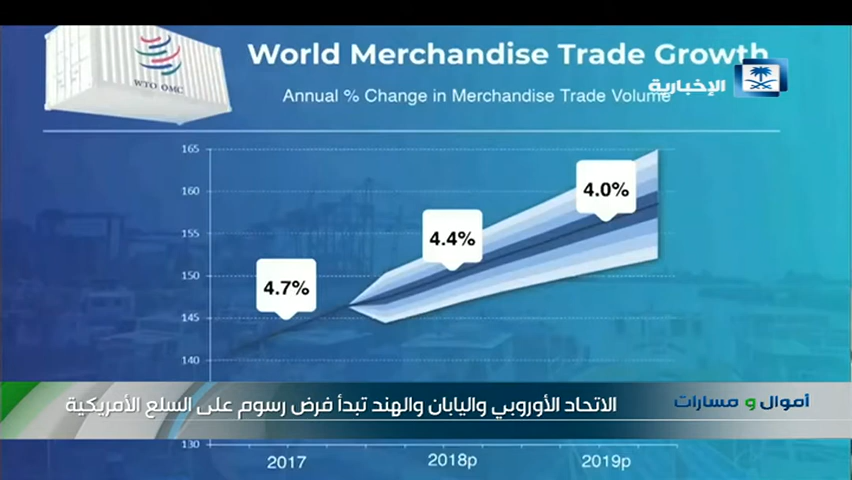 World Merchandise Trade Growth
WTO OMC
Annual % Change in Merchandise Trade Volume
الإخبارية
165
160
4.0%
155
4.4%
150
4.7%
145
140
أموال و مسارات
الاتحاد الأوروبي واليابان والهند تبدأ فرض رسوم على السلع الأمريكية
130
2017
2018p
2019p